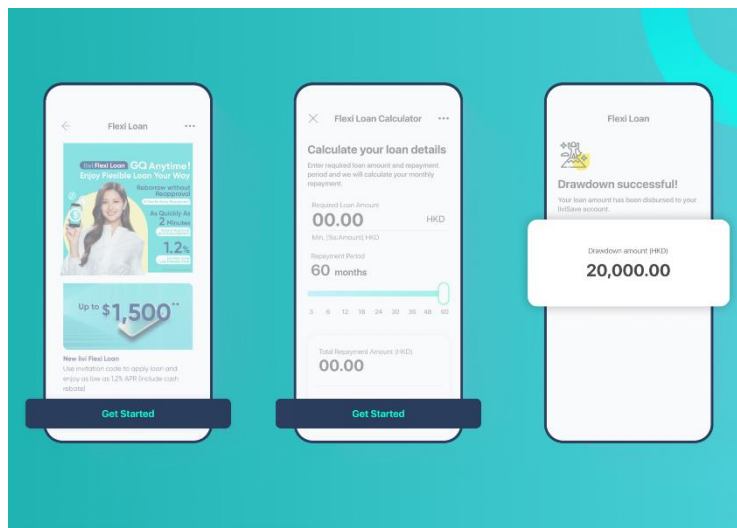 Flexi Loan
livi Flexi Loan GO Anytime!
Enjoy Flexible Loan Your Way
Reborrow without
Reapproval
As Quickly As
2 Minutes
1.2%
Up to $1,500**
New livi Flexi Loan
Use invitation code to apply loan and
enjoy as low as 1.2% APR (include cash
rebate)
Get Started
Flexi Loan Calculator
Calculate your loan details
Enter required loan amount and repayment
period and we will calculate your monthly
repayment.
Required Loan Amount
00.00 HKD
Min. [Sa:Amount] HKD
Repayment Period
60 months
3 6 12 18 24 30 36 48 60
Total Repayment Amount (HKD)
00.00
Get Started
Flexi Loan
Drawdown successful!
Your loan amount has been disbursed to your
liviSave account.
Drawdown amount (HKD)
20,000.00